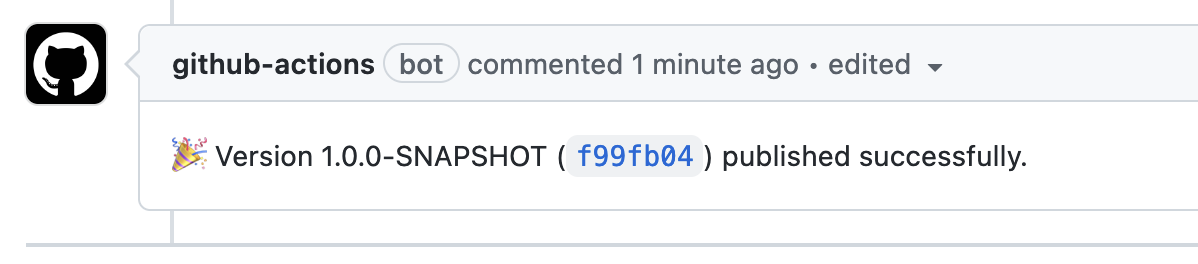 github-actions bot commented 1 minute ago • edited
🎉 Version 1.0.0-SNAPSHOT (f99fb04) published successfully.